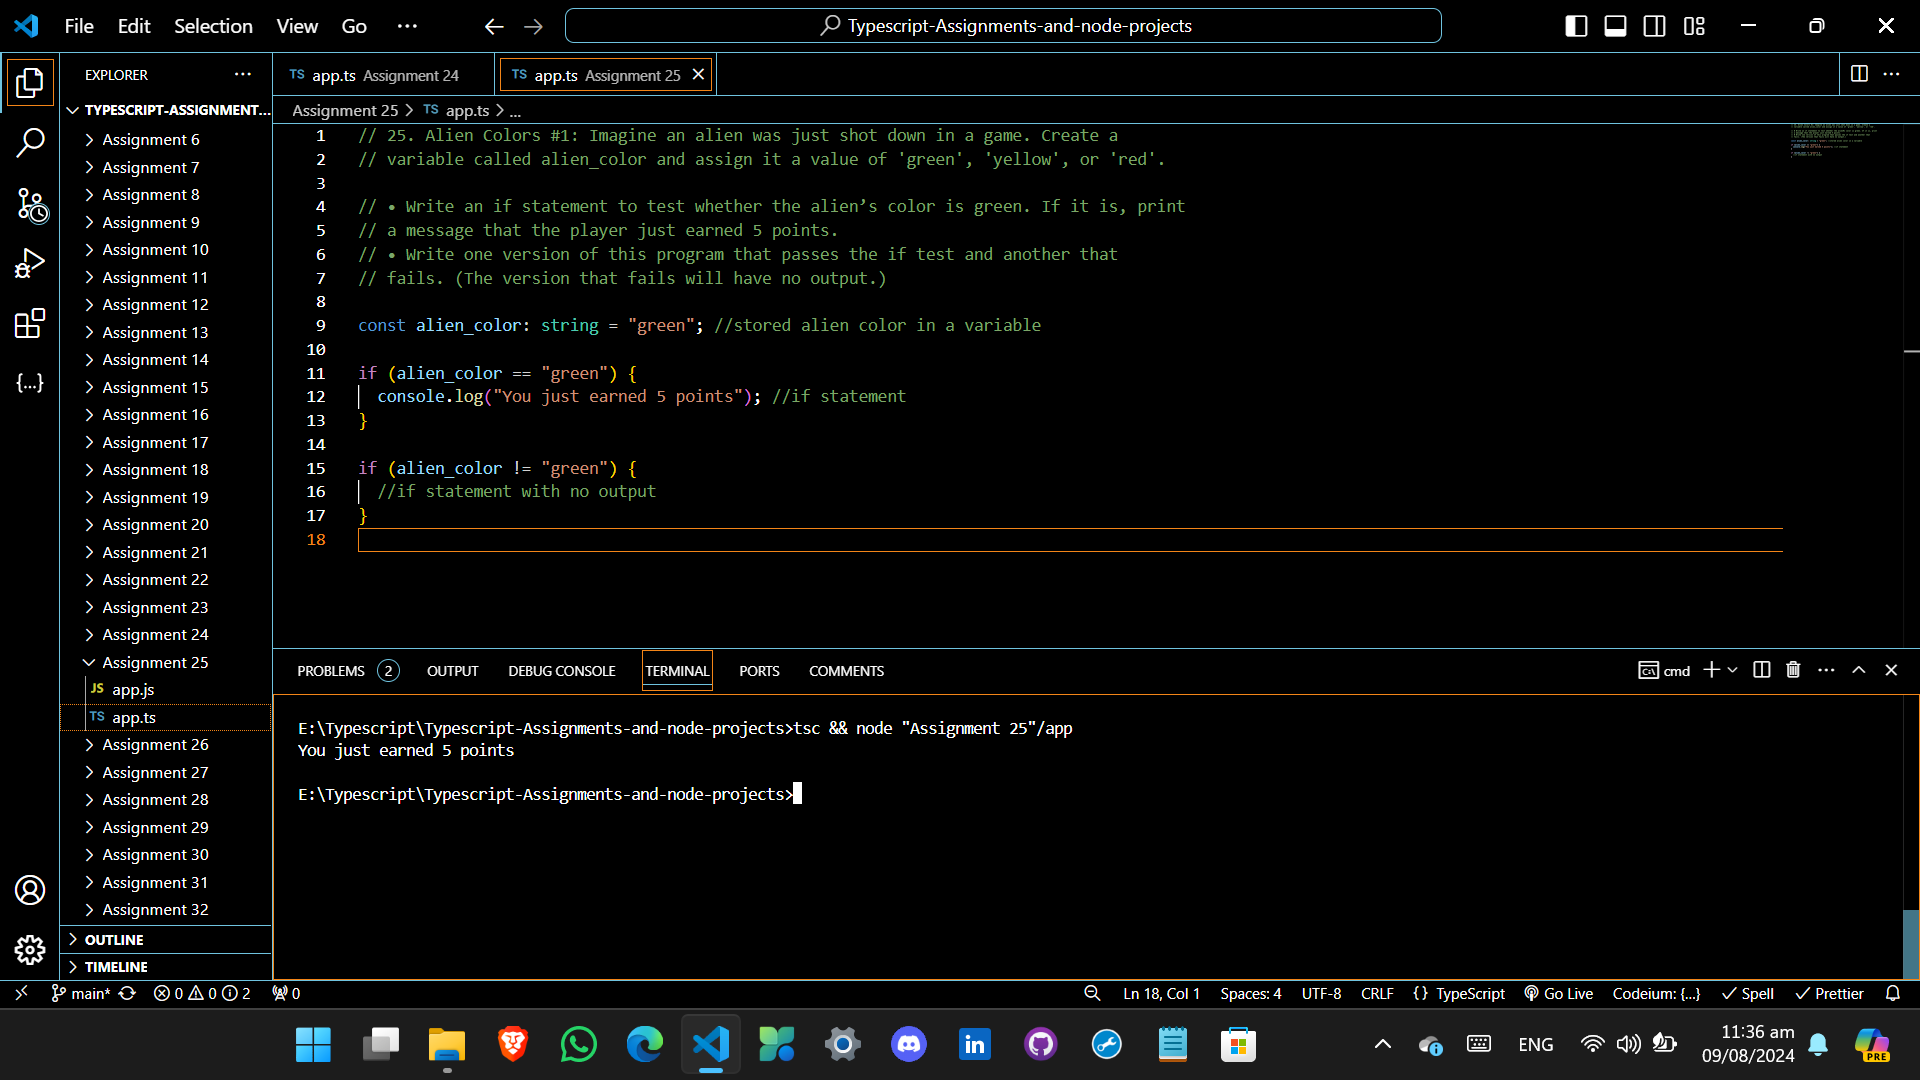 File Edit Selection View Go ···
Typescript-Assignments-and-node-projects
EXPLORER
TYPESCRIPT-ASSIGNMENT...
Assignment 6
Assignment 7
Assignment 8
Assignment 9
Assignment 10
Assignment 11
Assignment 12
Assignment 13
Assignment 14
Assignment 15
Assignment 16
Assignment 17
Assignment 18
Assignment 19
Assignment 20
Assignment 21
Assignment 22
Assignment 23
Assignment 24
Assignment 25
JS app.js
TS app.ts
Assignment 26
Assignment 27
Assignment 28
Assignment 29
Assignment 30
Assignment 31
Assignment 32
OUTLINE
TIMELINE
TS app.ts Assignment 24
TS app.ts Assignment 25
Assignment 25 > TS app.ts > ...
1 // 25. Alien Colors #1: Imagine an alien was just shot down in a game. Create a
2 // variable called alien_color and assign it a value of 'green', 'yellow', or 'red'.
3
4 // • Write an if statement to test whether the alien’s color is green. If it is, print
5 // a message that the player just earned 5 points.
6 // • Write one version of this program that passes the if test and another that
7 // fails. (The version that fails will have no output.)
8
9 const alien_color: string = "green"; //stored alien color in a variable
10
11 if (alien_color == "green") {
12 console.log("You just earned 5 points"); //if statement
13 }
14
15 if (alien_color != "green") {
16 //if statement with no output
17 }
18
PROBLEMS 2 OUTPUT DEBUG CONSOLE TERMINAL PORTS COMMENTS
cmd
E:\Typescript\Typescript-Assignments-and-node-projects>tsc && node "Assignment 25"/app
You just earned 5 points
E:\Typescript\Typescript-Assignments-and-node-projects>
main* 0 0 2 0
Ln 18, Col 1 Spaces: 4 UTF-8 CRLF {} TypeScript Go Live Codeium: {...} Spell Prettier
ENG
11:36 am
09/08/2024
PRE